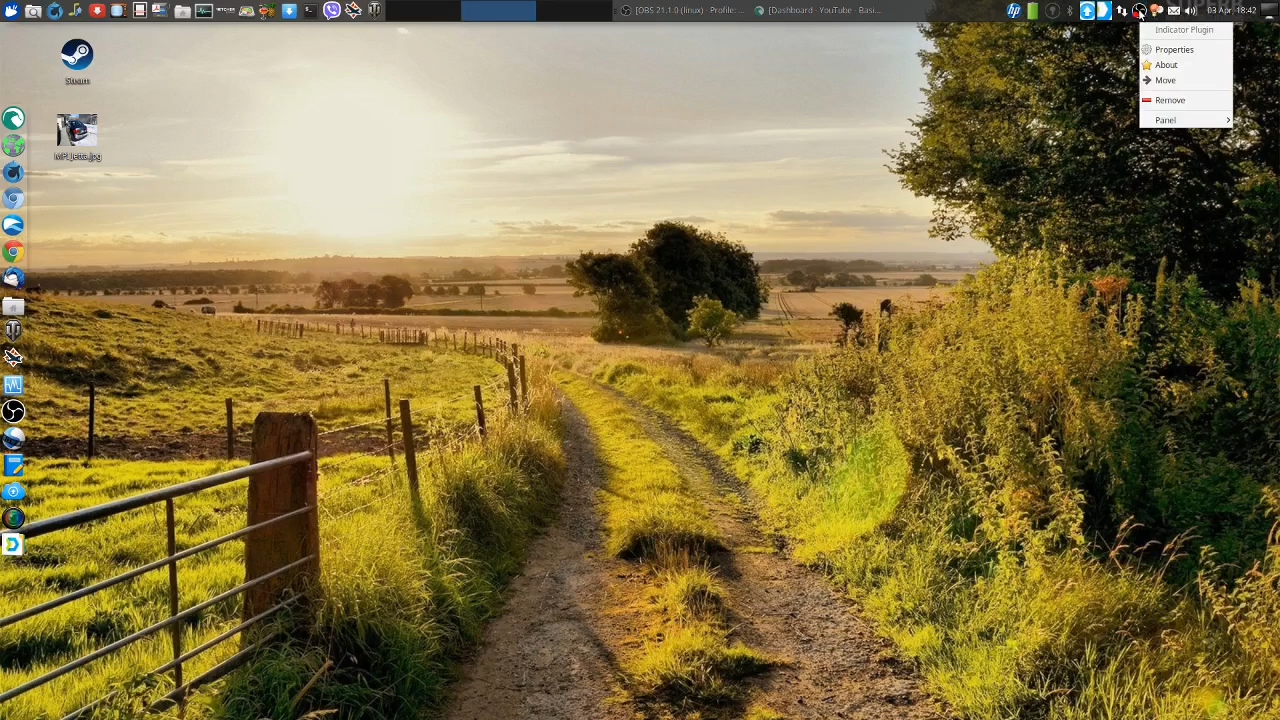 [OBS 21.1.0 (linux) - Profile: ...
[Dashboard - YouTube - Basi...
03 Apr, 18:42
Indicator Plugin
Properties
About
Move
Remove
Panel
Steam
MPI_Jetta.jpg